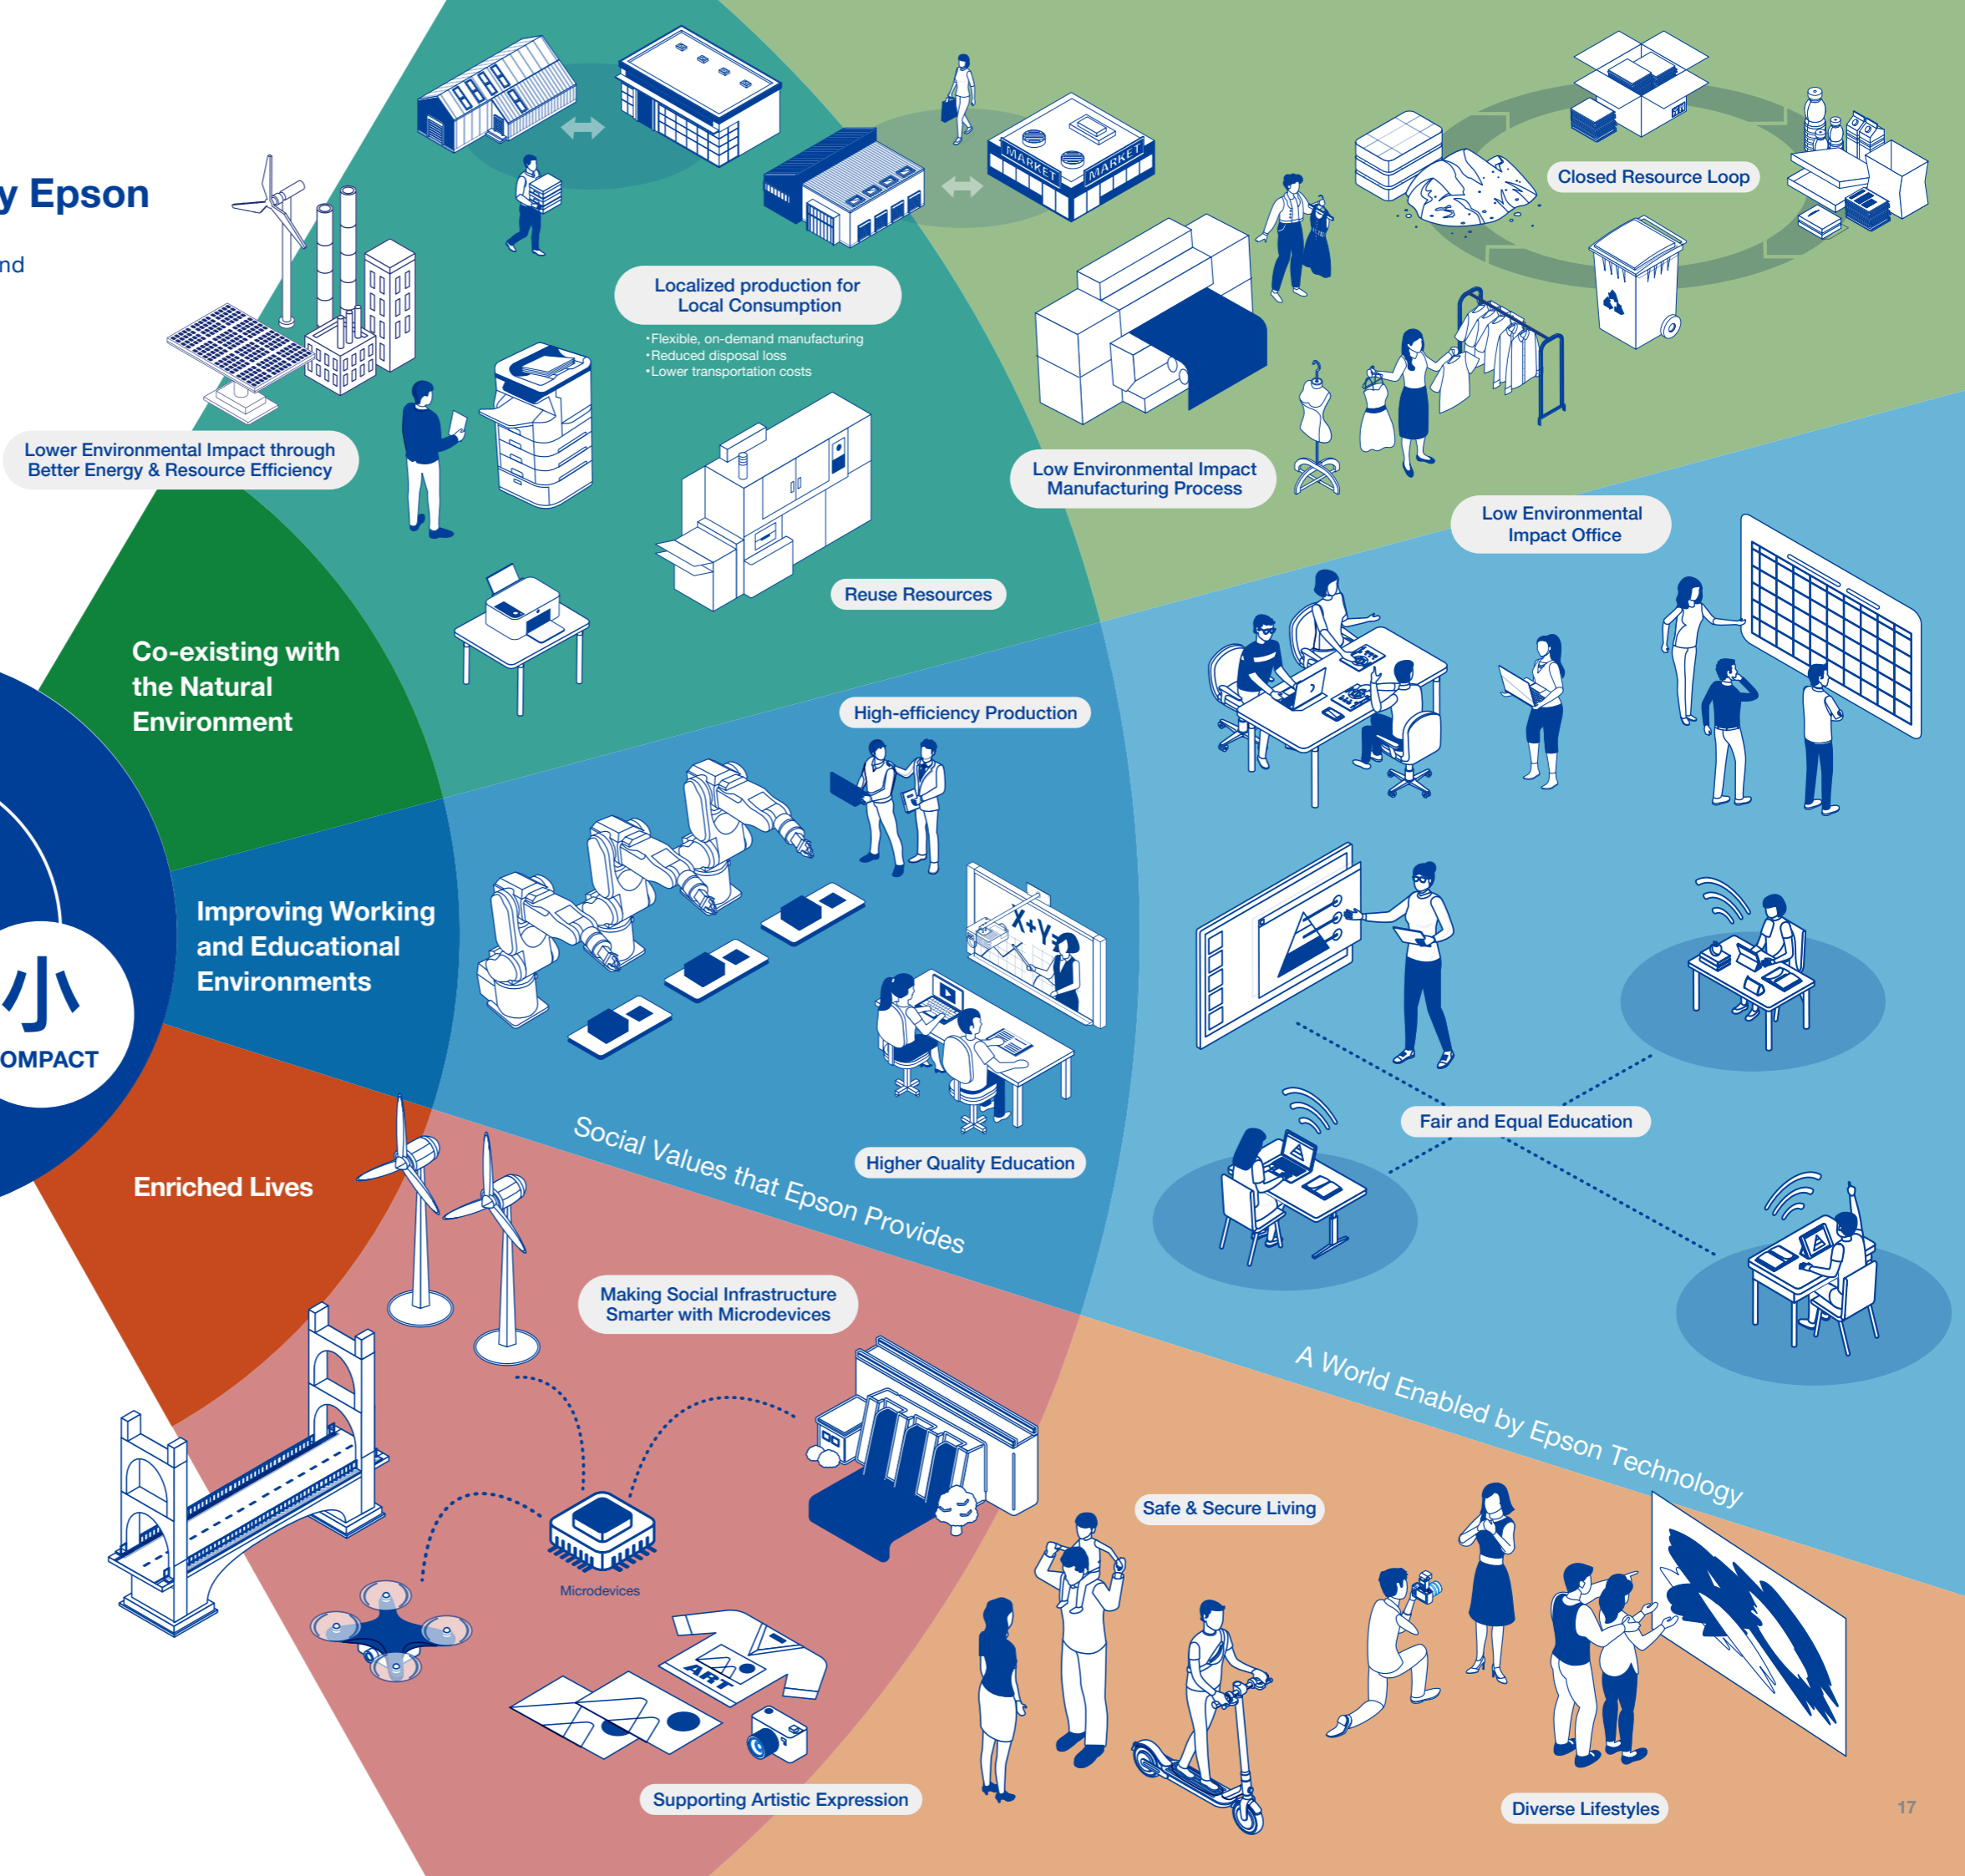 y Epson
nd
MARKET
MARKET
Closed Resource Loop
Localized production for
Local Consumption
•Flexible, on-demand manufacturing
•Reduced disposal loss
•Lower transportation costs
Lower Environmental Impact through
Better Energy & Resource Efficiency
Low Environmental Impact
Manufacturing Process
Low Environmental
Impact Office
Reuse Resources
Co-existing with
the Natural
Environment
High-efficiency Production
Improving Working
and Educational
Environments
X+Y=
小
OMPACT
Fair and Equal Education
Higher Quality Education
Social Values that Epson Provides
Enriched Lives
Making Social Infrastructure
Smarter with Microdevices
A World Enabled by Epson Technology
Safe & Secure Living
Microdevices
ART
Supporting Artistic Expression
Diverse Lifestyles
17